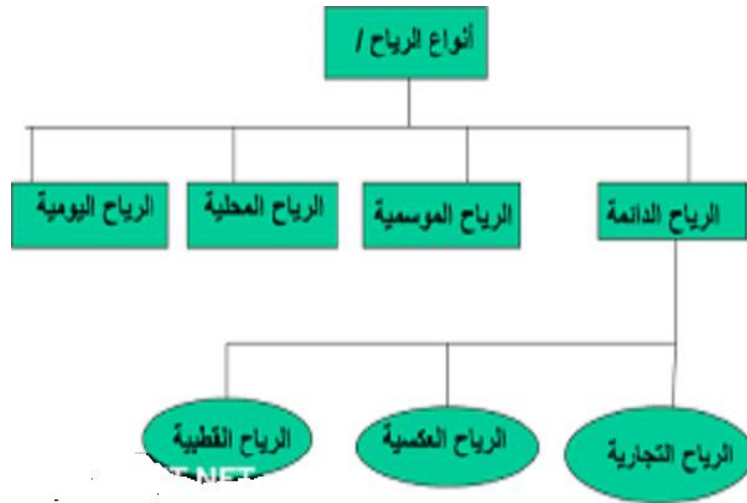 أنواع الرياح /
الرياح الدائمة
الرياح الموسمية
الرياح المحلية
الرياح اليومية
الرياح التجارية
الرياح العكسية
الرياح القطبية